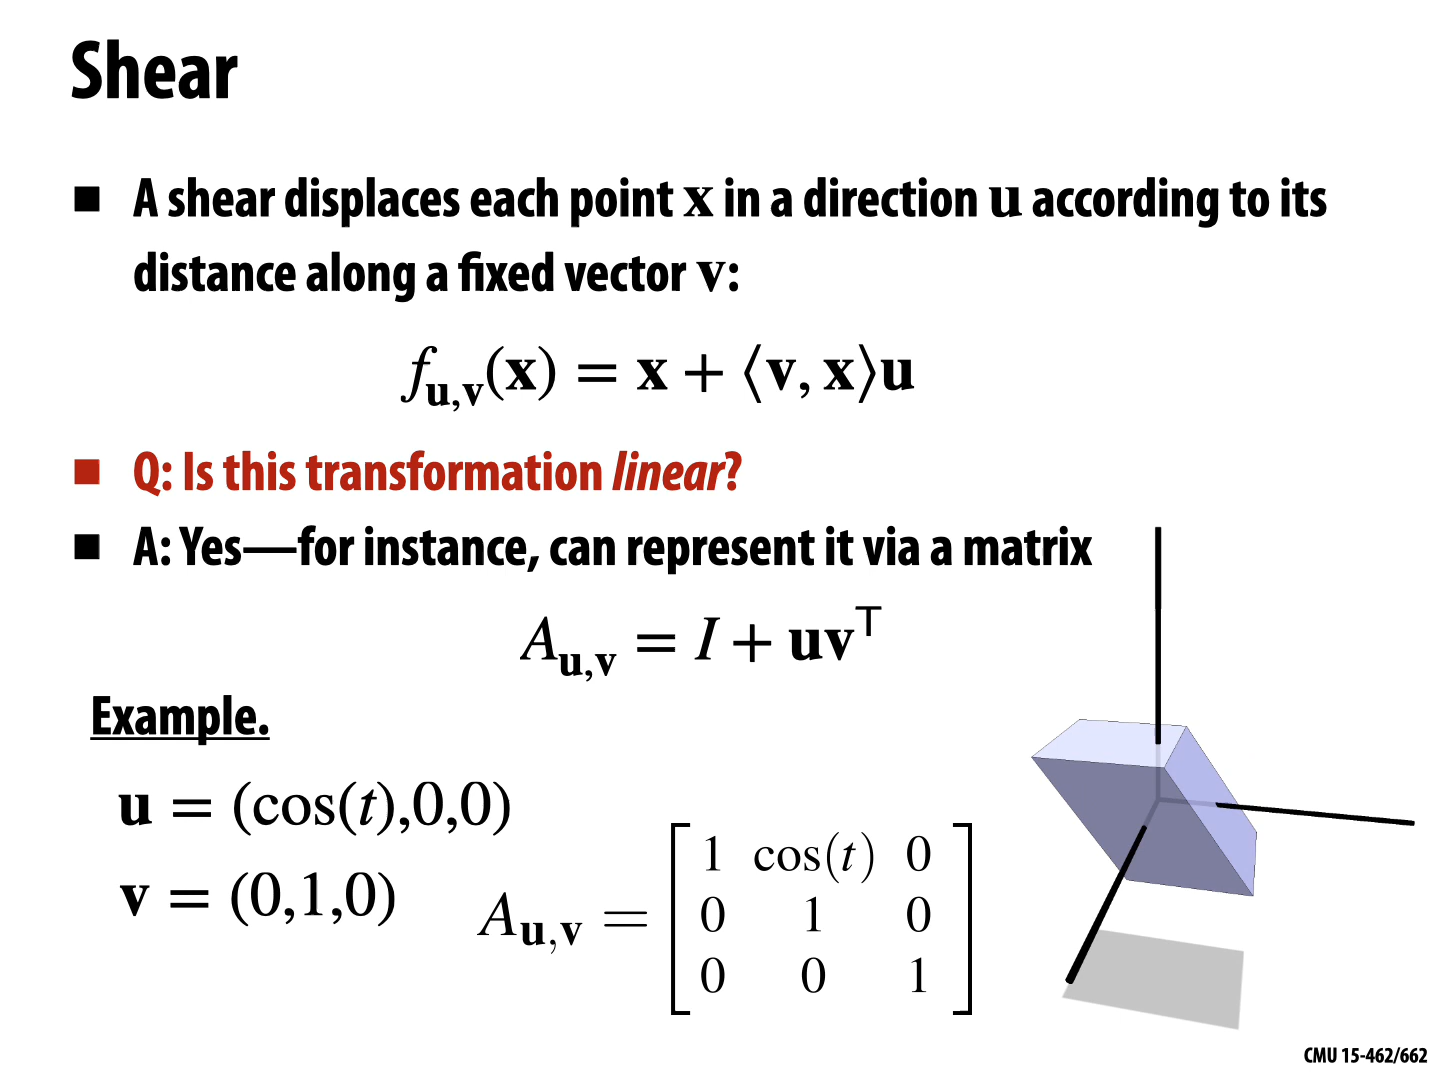 Shear
■ A shear displaces each point x in a direction u according to its
distance along a fixed vector v:
f_{u,v}(x) = x + ⟨v, x⟩u
■ Q: Is this transformation linear?
■ A: Yes—for instance, can represent it via a matrix
A_{u,v} = I + uv^T
Example.
u = (cos(t),0,0)
v = (0,1,0)
A_{u,v} =
1 cos(t) 0
0 1 0
0 0 1
CMU 15-462/662